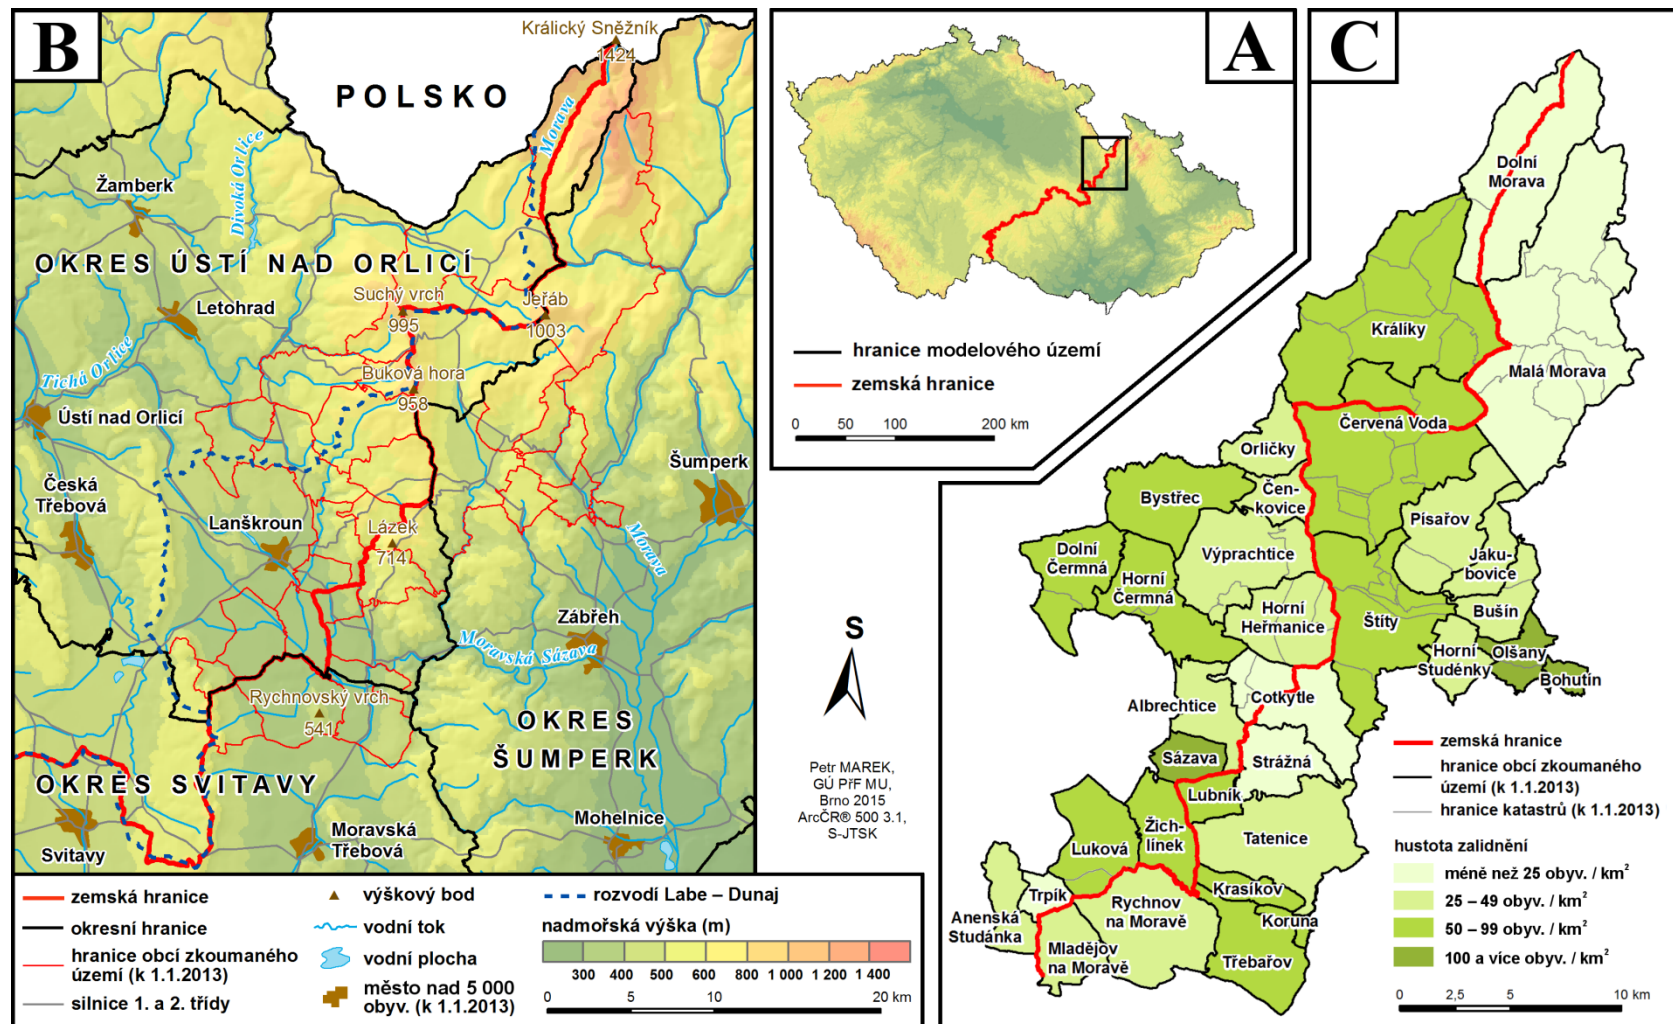 B
Králický Sněžník
1424
POLSKO
Morava
Divoká Orlice
Žamberk
OKRES ÚSTÍ NAD ORLICÍ
Suchý vrch
995
Jeřáb
1003
Letohrad
Tichá Orlice
Buková hora
958
Ústí nad Orlicí
Šumperk
Česká
Třebová
Lanškroun
Lázek
714
Morava
Zábřeh
Moravská Sázava
Rychnovský vrch
541
OKRES
ŠUMPERK
OKRES SVITAVY
Svitavy
Moravská
Třebová
Mohelnice
zemská hranice
okresní hranice
hranice obcí zkoumaného
území (k 1.1.2013)
silnice 1. a 2. třídy
výškový bod
vodní tok
vodní plocha
město nad 5 000
obyv. (k 1.1.2013)
rozvodí Labe – Dunaj
nadmořská výška (m)
300 400 500 600 800 1 000 1 200 1 400
0 5 10 20 km
A
hranice modelového území
zemská hranice
0 50 100 200 km
S
Petr MAREK,
GÚ PřF MU,
Brno 2015
ArcČR® 500 3.1,
S-JTSK
C
Dolní
Morava
Králíky
Malá Morava
Červená Voda
Orličky
Čen-
kovice
Bystřec
Písařov
Výprachtice
Jaku-
bovice
Dolní
Čermná
Horní
Čermná
Horní
Heřmanice
Štíty
Bušín
Horní
Studénky
Olšany
Bohutín
Cotkytle
Albrechtice
Sázava
Strážná
Lubník
Žich-
línek
Luková
Tatenice
Trpík
Krasíkov
Rychnov
na Moravě
Koruna
Anenská
Studánka
Mladějov
na Moravě
Třebařov
zemská hranice
hranice obcí zkoumaného
území (k 1.1.2013)
hranice katastrů (k 1.1.2013)
hustota zalidnění
méně než 25 obyv. / km²
25 – 49 obyv. / km²
50 – 99 obyv. / km²
100 a více obyv. / km²
0 2,5 5 10 km